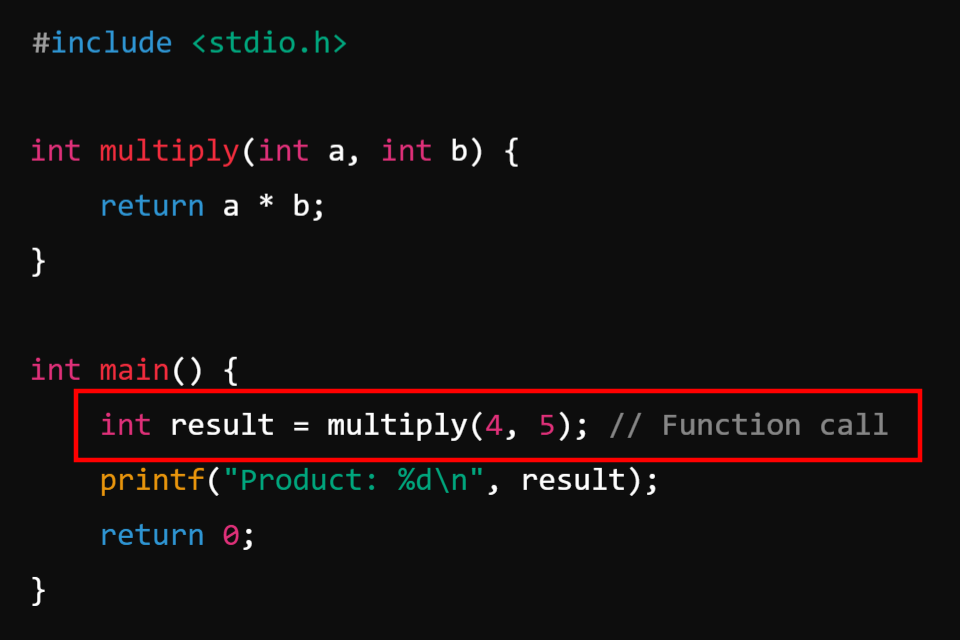 #include <stdio.h>
int multiply(int a, int b) {
    return a * b;
}
int main() {
    int result = multiply(4, 5); // Function call
    printf("Product: %d\n", result);
    return 0;
}